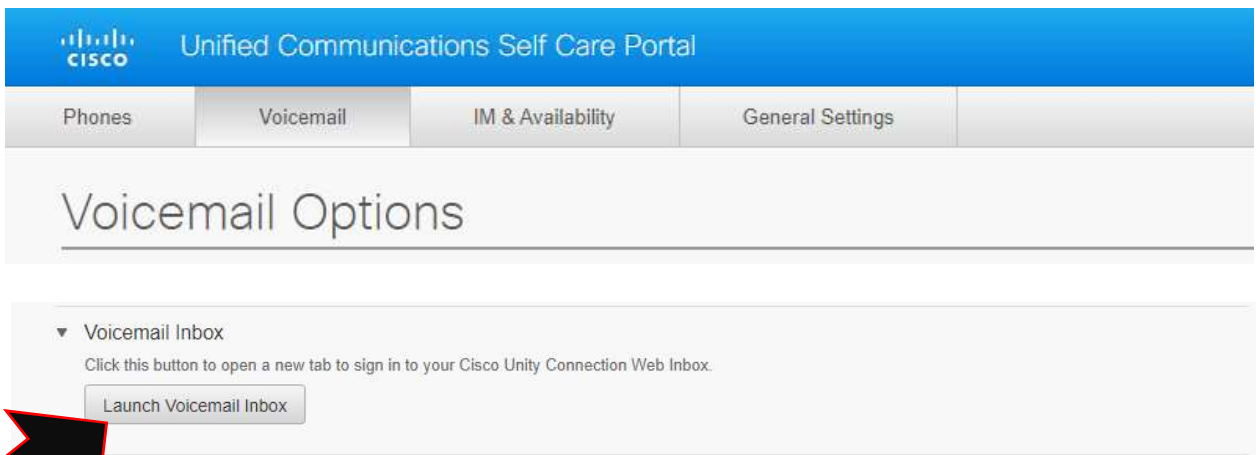 cisco Unified Communications Self Care Portal
Phones Voicemail IM & Availability General Settings
Voicemail Options
Voicemail Inbox
Click this button to open a new tab to sign in to your Cisco Unity Connection Web Inbox.
Launch Voicemail Inbox